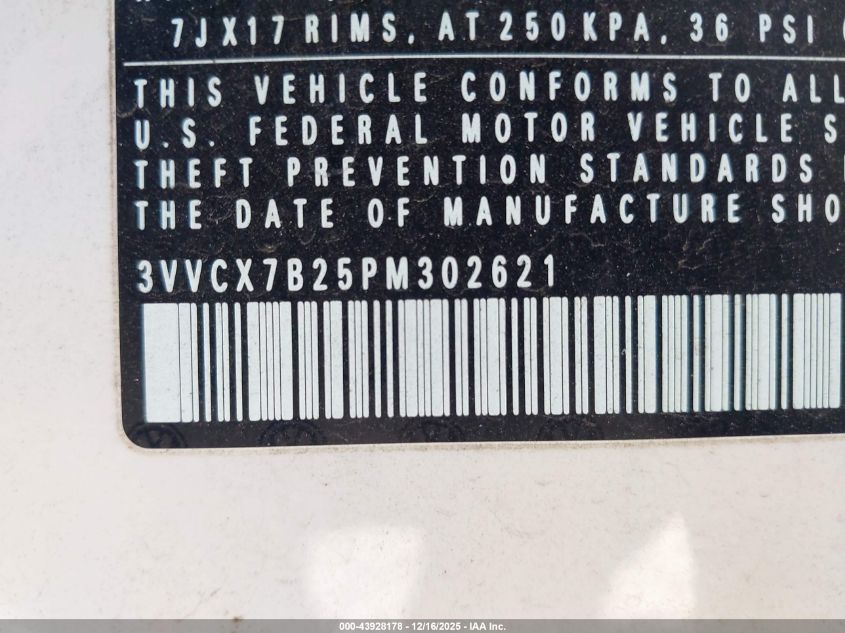 7JX17 RIMS, AT 250 KPA, 36 PSI
THIS VEHICLE CONFORMS TO ALL
U.S. FEDERAL MOTOR VEHICLE S
THEFT PREVENTION STANDARDS
THE DATE OF MANUFACTURE SHO
3VVCX7B25PM302621
000-43928178 - 12/16/2025 - IAA Inc.